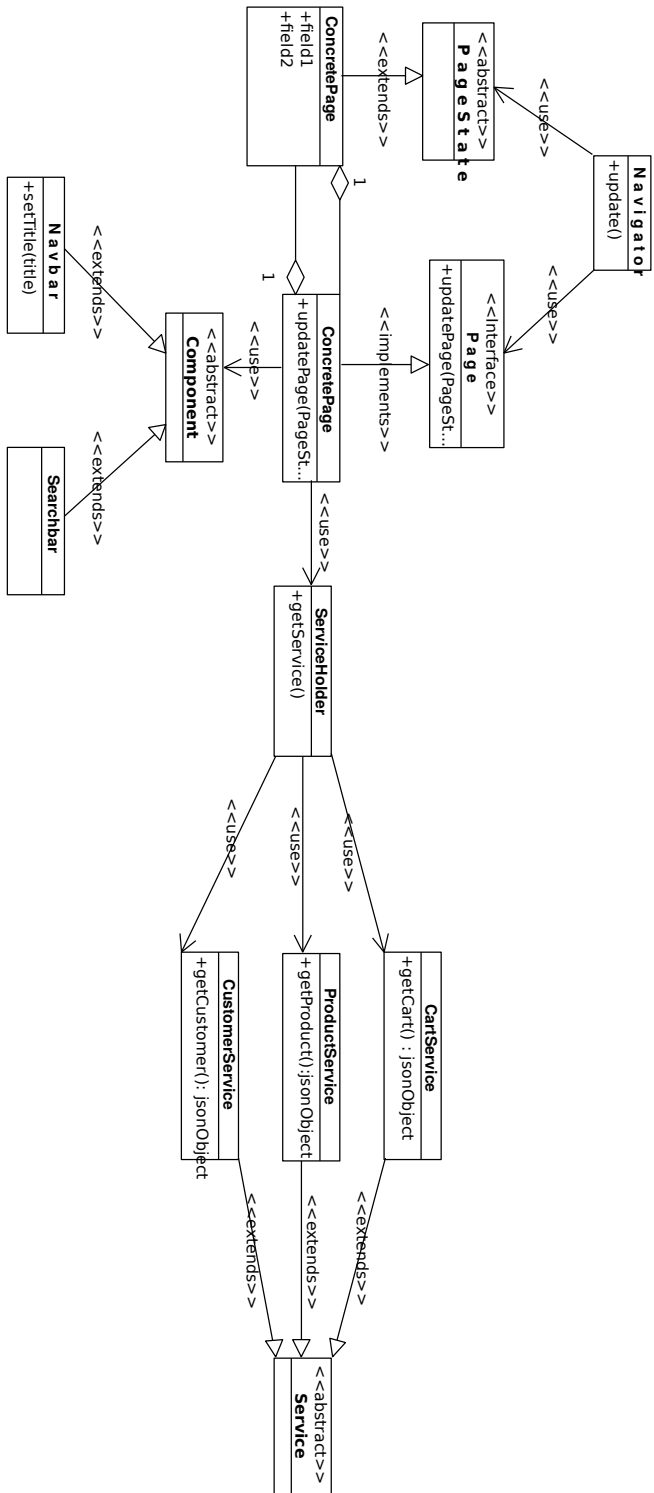 Navigator
+update()
<<use>>
<<use>>
<<abstract>>
PageState
<<Interface>>
Page
+updatePage(PageSt...
<<extends>>
<<implements>>
ConcretePage
+field1
+field2
1
1
ConcretePage
+updatePage(PageSt...
<<use>>
<<use>>
<<abstract>>
Component
<<extends>>
<<extends>>
Navbar
+setTitle(title)
Searchbar
ServiceHolder
+getService()
<<use>>
<<use>>
<<use>>
CartService
+getCart() : jsonObject
ProductService
+getProduct():jsonObject
CustomerService
+getCustomer(): jsonObject
<<extends>>
<<extends>>
<<extends>>
<<abstract>>
Service